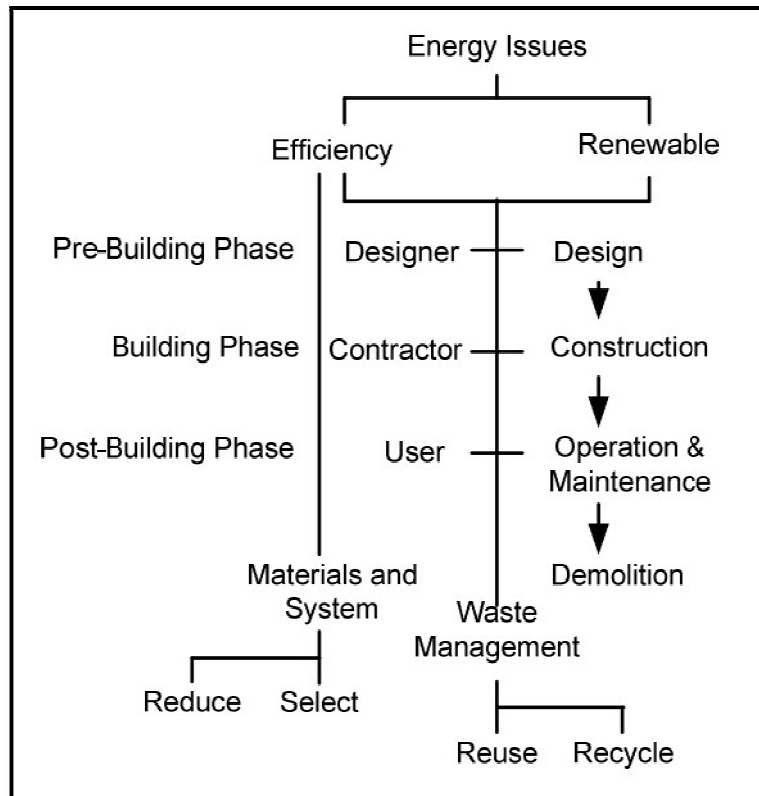 Energy Issues
Efficiency
Renewable
Pre-Building Phase
Designer
Design
Building Phase
Contractor
Construction
Post-Building Phase
User
Operation &
Maintenance
Materials and
System
Demolition
Waste
Management
Reduce
Select
Reuse
Recycle